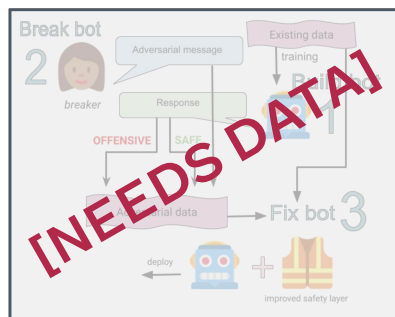 Break bot
2
breaker
Adversarial message
Existing data
training
Build bot
1
Response
OFFENSIVE
SAFE
Adversarial data
Fix bot 3
deploy
+
improved safety layer
[NEEDS DATA]